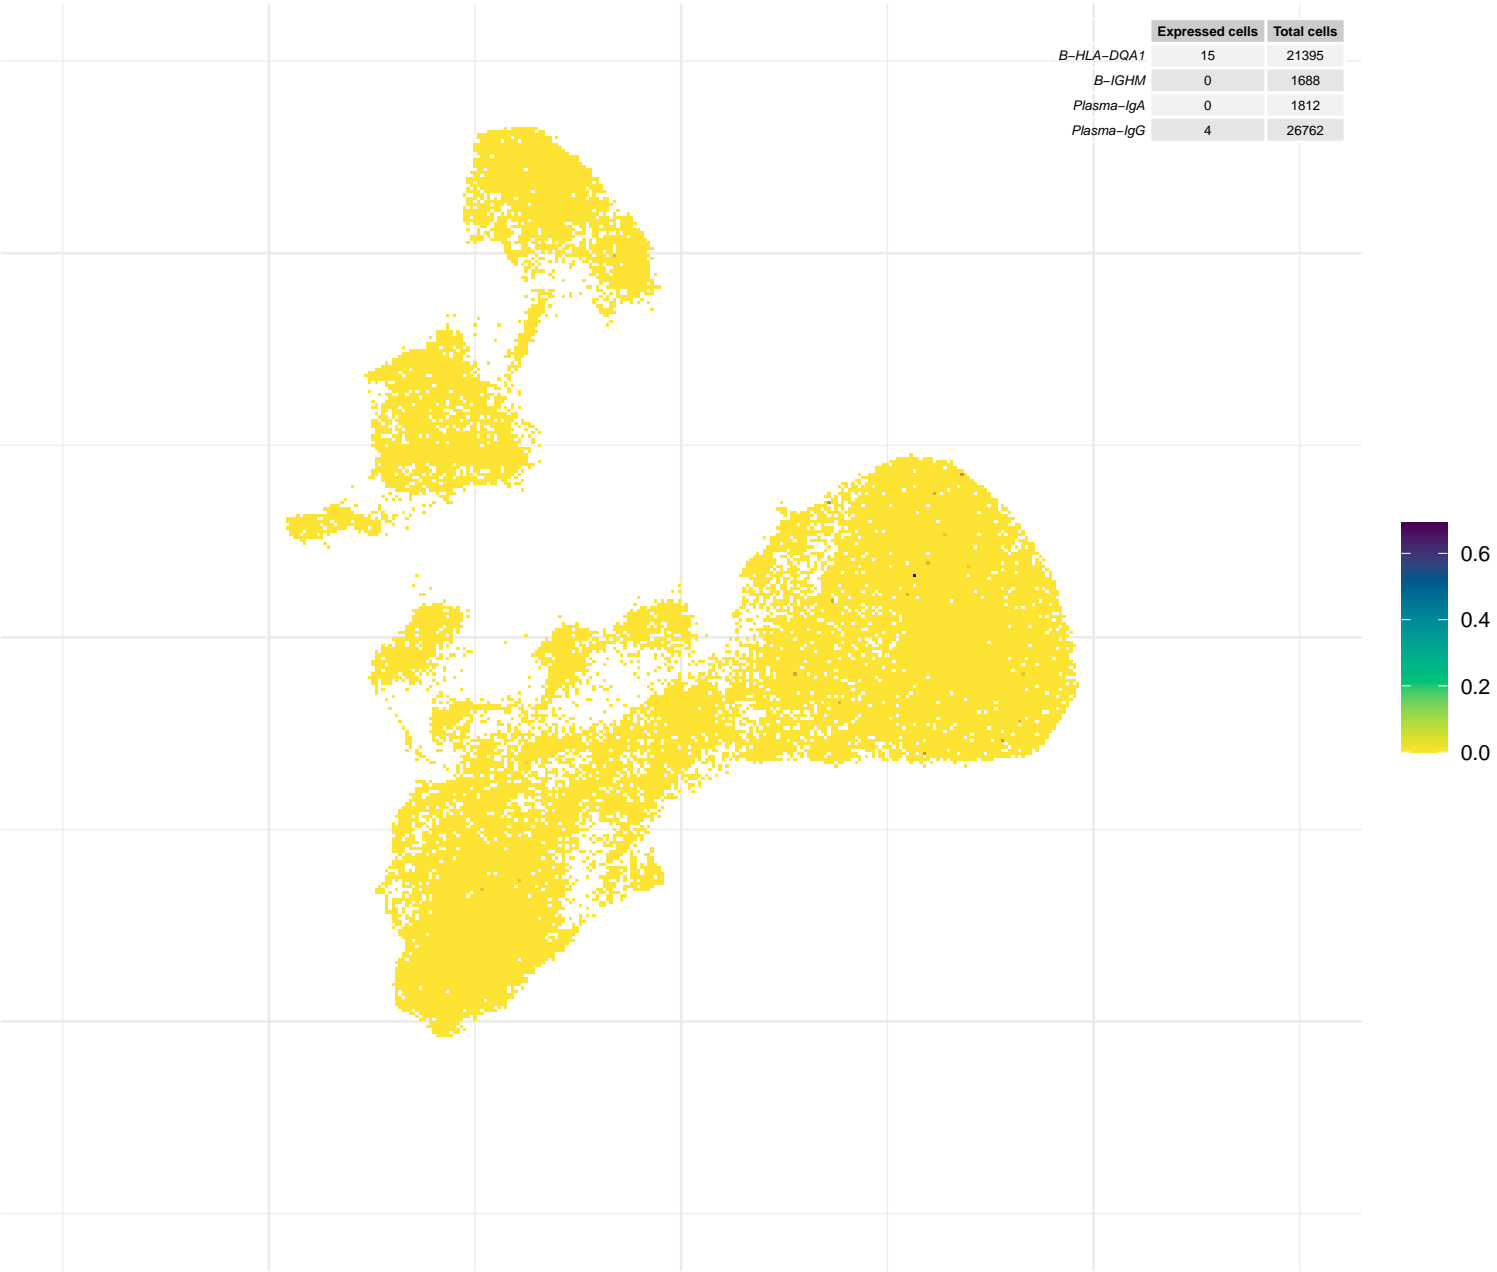 Expressed cells Total cells
B−HLA−DQA1 15 21395
B−IGHM 0 1688
Plasma−IgA 0 1812
Plasma−IgG 4 26762
0.6
0.4
0.2
0.0